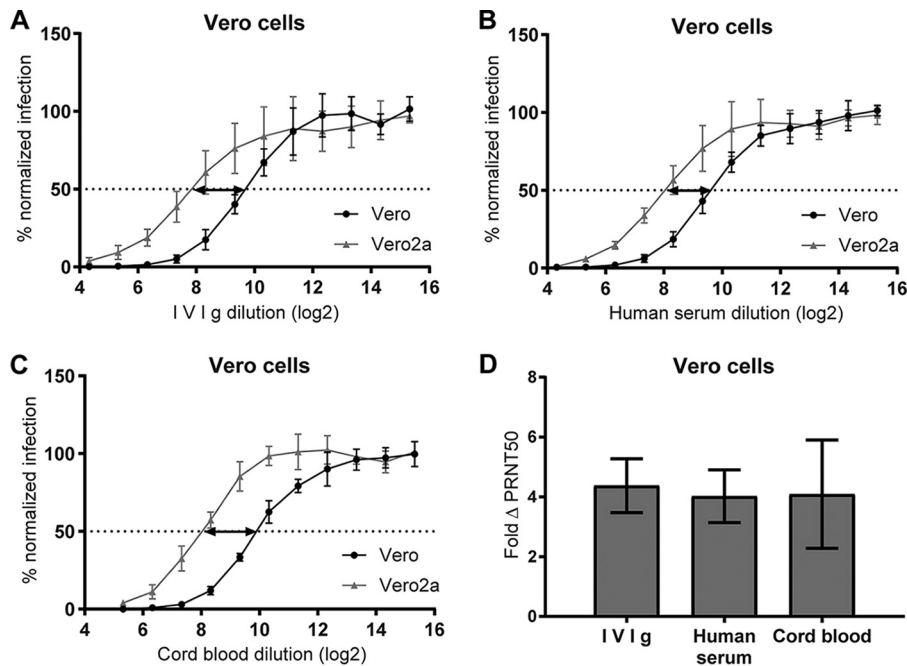 A
Vero cells
% normalized infection
150
100
50
0
4 6 8 10 12 14 16
Vero
Vero2a
I V I g dilution (log2)
B
Vero cells
% normalized infection
150
100
50
0
4 6 8 10 12 14 16
Vero
Vero2a
Human serum dilution (log2)
C
Vero cells
% normalized infection
150
100
50
0
4 6 8 10 12 14 16
Vero
Vero2a
Cord blood dilution (log2)
D
Vero cells
Fold Δ PRNT50
8
6
4
2
0
I V I g
Human
serum
Cord blood